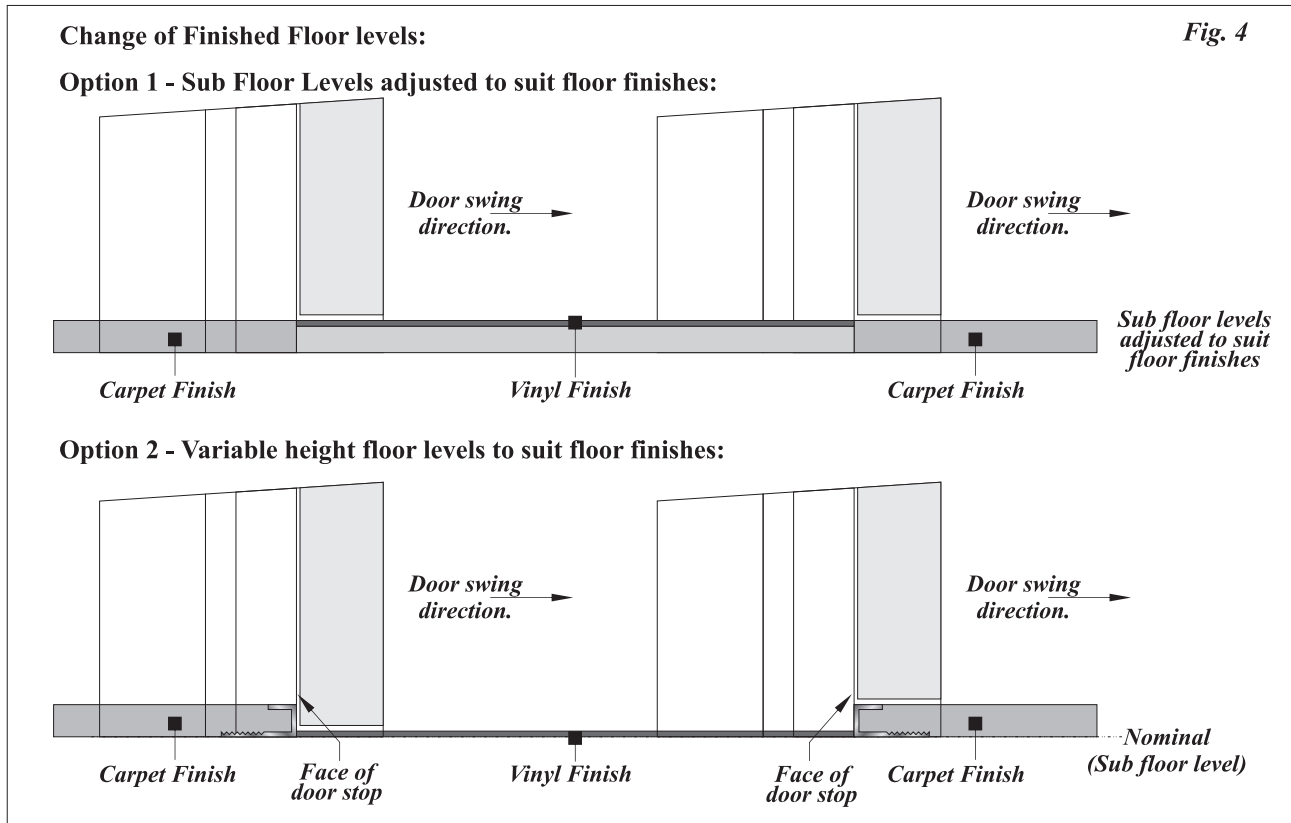 Change of Finished Floor levels:
Fig. 4
Option 1 - Sub Floor Levels adjusted to suit floor finishes:
Door swing
direction.
Door swing
direction.
Sub floor levels
adjusted to suit
floor finishes
Carpet Finish
Vinyl Finish
Carpet Finish
Option 2 - Variable height floor levels to suit floor finishes:
Door swing
direction.
Door swing
direction.
Nominal
(Sub floor level)
Carpet Finish
Face of
door stop
Vinyl Finish
Face of
door stop
Carpet Finish